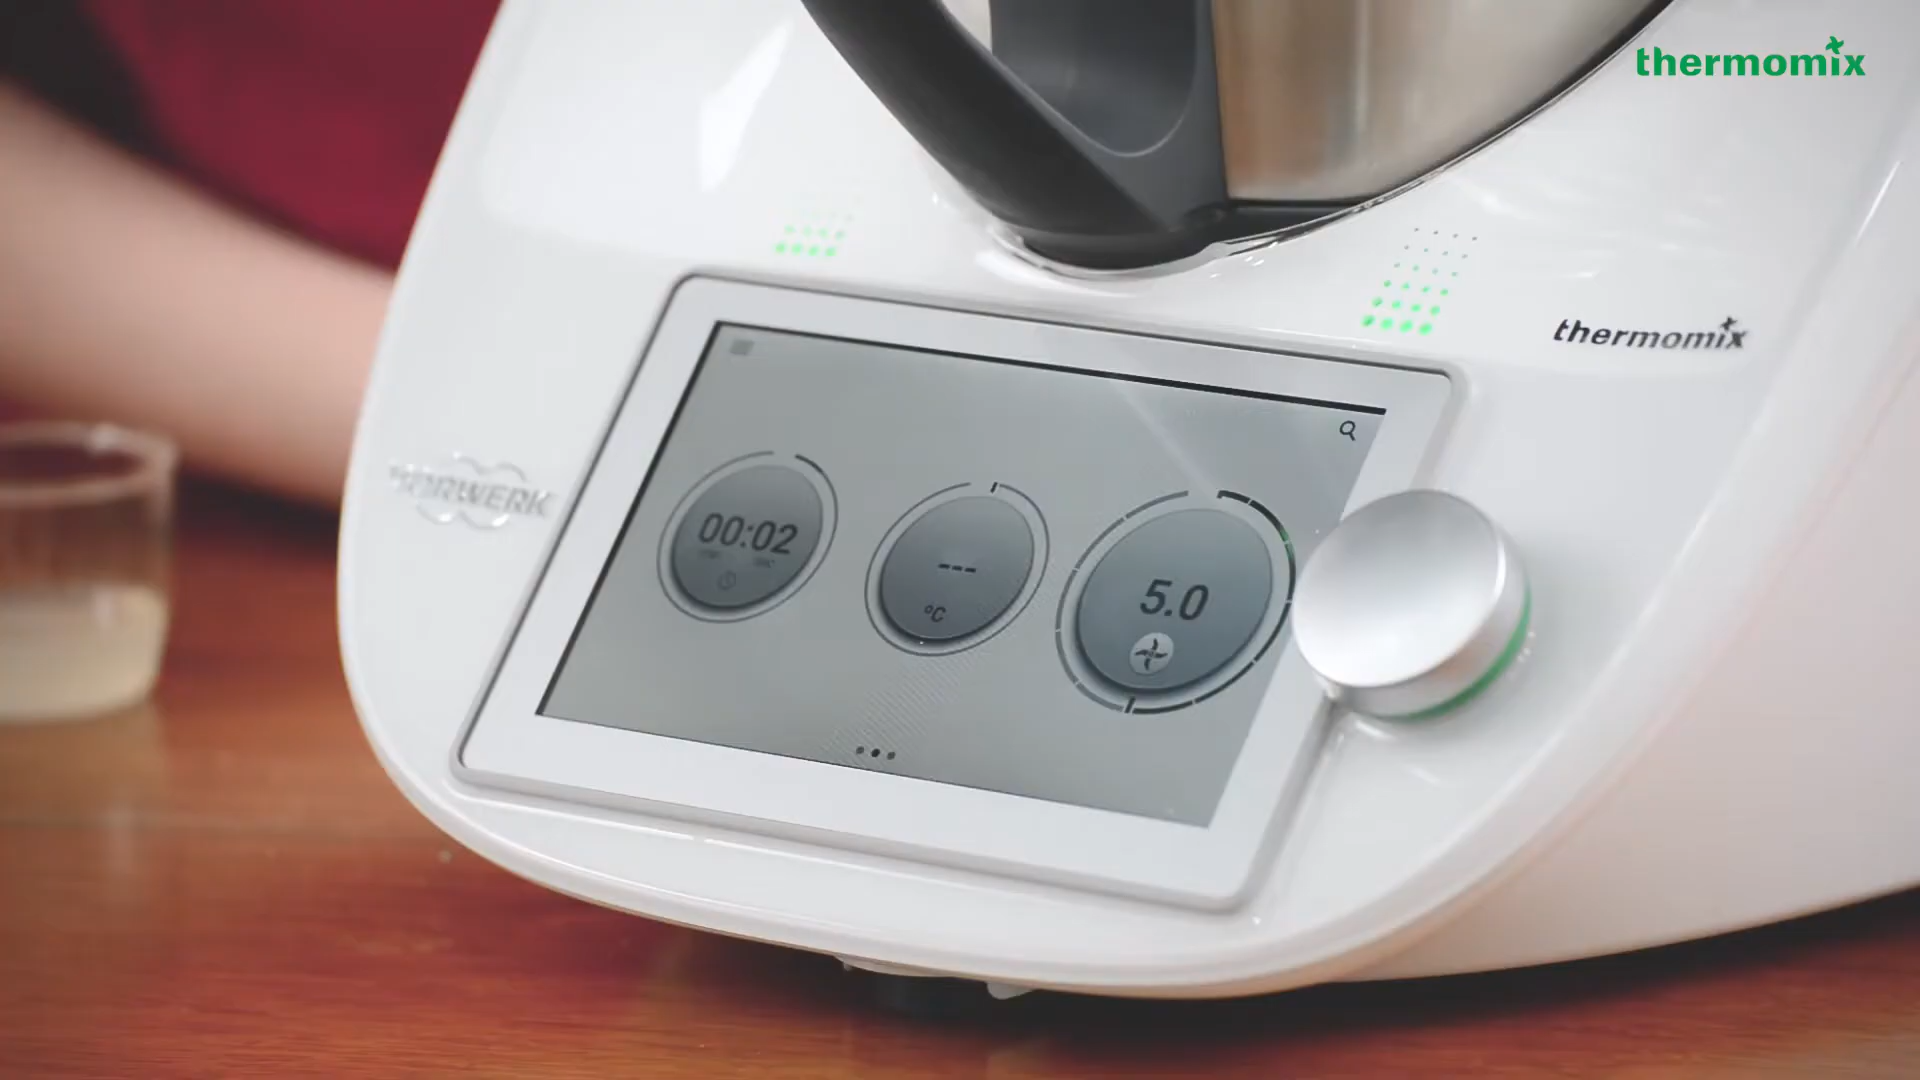 thermomix
thermomix
VORWERK
00:02
---
°C
5.0